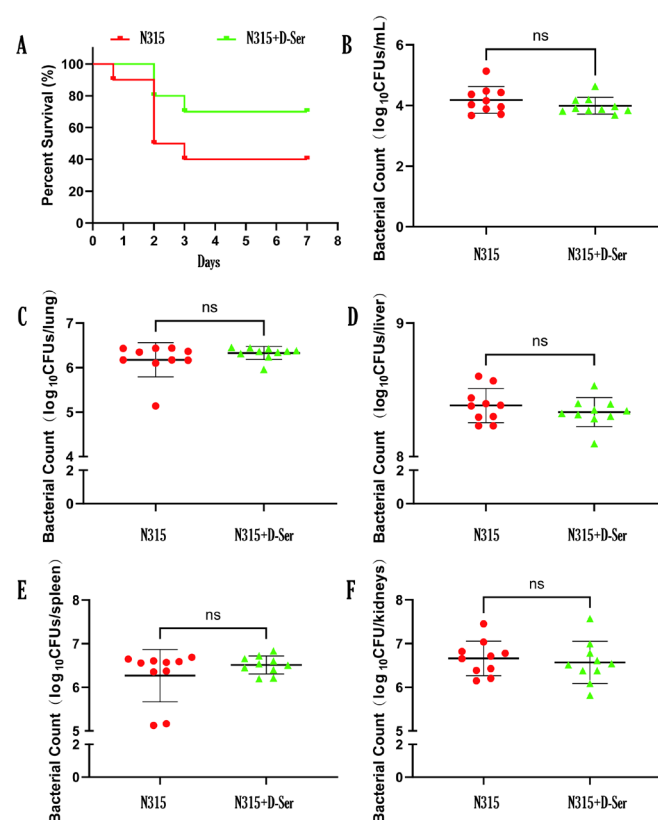 A
N315
N315+D-Ser
Percent Survival (%)
100
80
60
40
20
0
0 1 2 3 4 5 6 7 8
Days
B
ns
Bacterial Count（log10CFUs/mL）
6
4
2
0
N315
N315+D-Ser
C
ns
Bacterial Count（log10CFUs/lung）
7
6
5
4
2
0
N315
N315+D-Ser
D
ns
Bacterial Count（log10CFUs/liver）
9
8
2
0
N315
N315+D-Ser
E
ns
Bacterial Count（log10CFUs/spleen）
8
7
6
5
2
0
N315
N315+D-Ser
F
ns
Bacterial Count（log10CFU/kidneys）
8
7
6
5
2
0
N315
N315+D-Ser